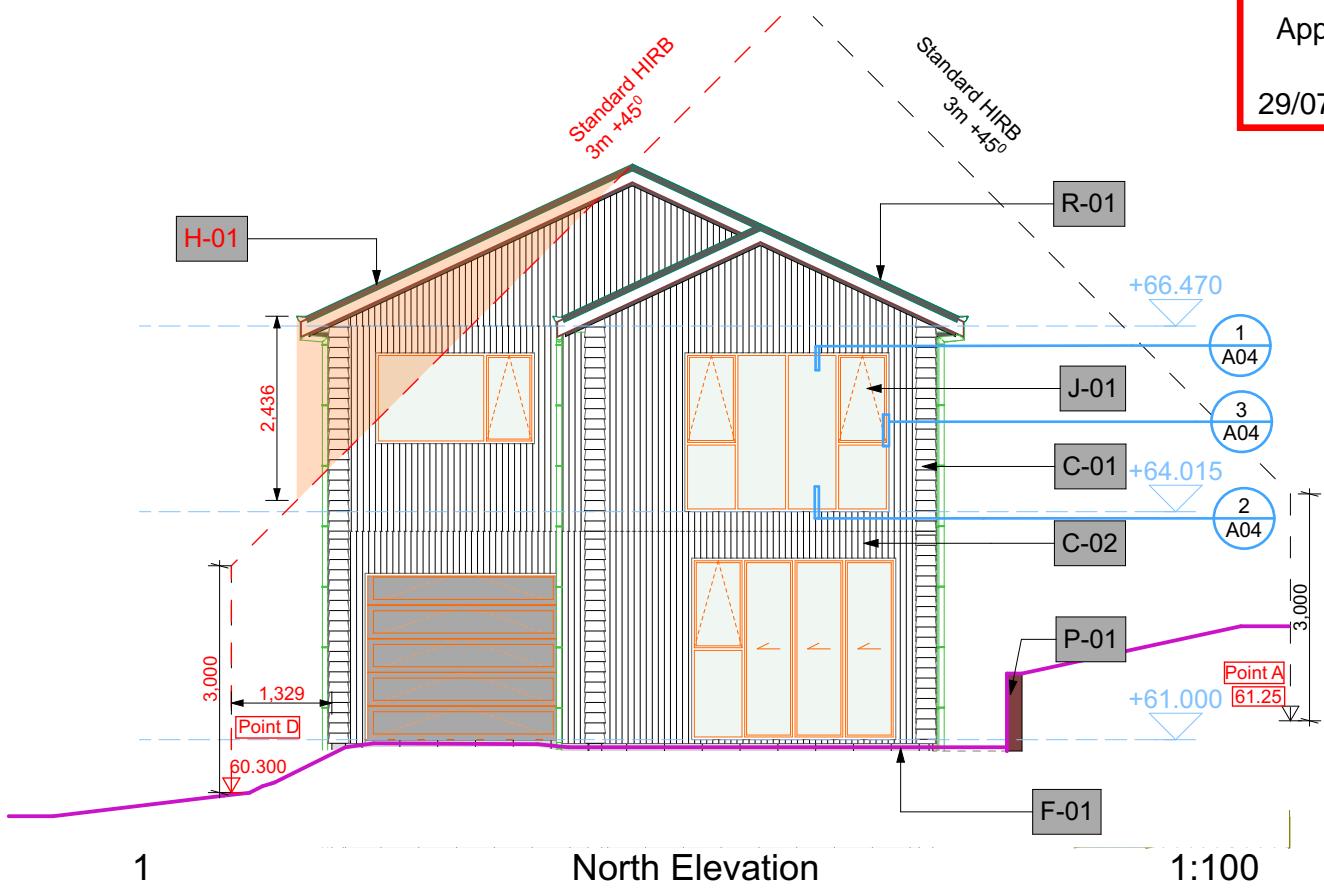 App
29/07
Standard HIRB
3m +45⁰
Standard HIRB
3m +45⁰
H-01
R-01
+66.470
1
A04
J-01
2,436
3
A04
C-01
+64.015
2
A04
C-02
3,000
P-01
3,000
1,329
Point D
Point A
61.25
+61.000
60.300
F-01
1
North Elevation
1:100